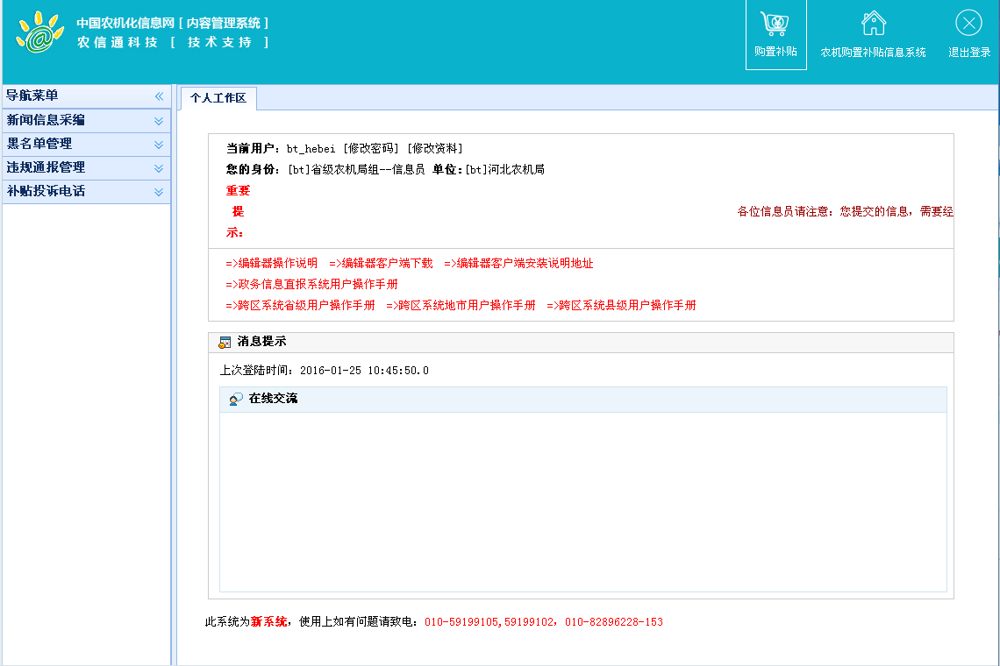 中国农机化信息网 [ 内容管理系统 ]
农信通科技 [ 技术支持 ]
购置补贴
农机购置补贴信息系统
退出登录
导航菜单
新闻信息采编
黑名单管理
违规通报管理
补贴投诉电话
个人工作区
当前用户: bt_hebei [修改密码] [修改资料]
您的身份: [bt]省级农机局组--信息员 单位:[bt]河北农机局
重要
提
示:
各位信息员请注意: 您提交的信息, 需要经
=>编辑器操作说明 =>编辑器客户端下载 =>编辑器客户端安装说明地址
=>政务信息直报系统用户操作手册
=>跨区系统省级用户操作手册 =>跨区系统地市用户操作手册 =>跨区系统县级用户操作手册
消息提示
上次登陆时间: 2016-01-25 10:45:50.0
在线交流
此系统为新系统, 使用上如有问题请致电: 010-59199105,59199102, 010-82896228-153